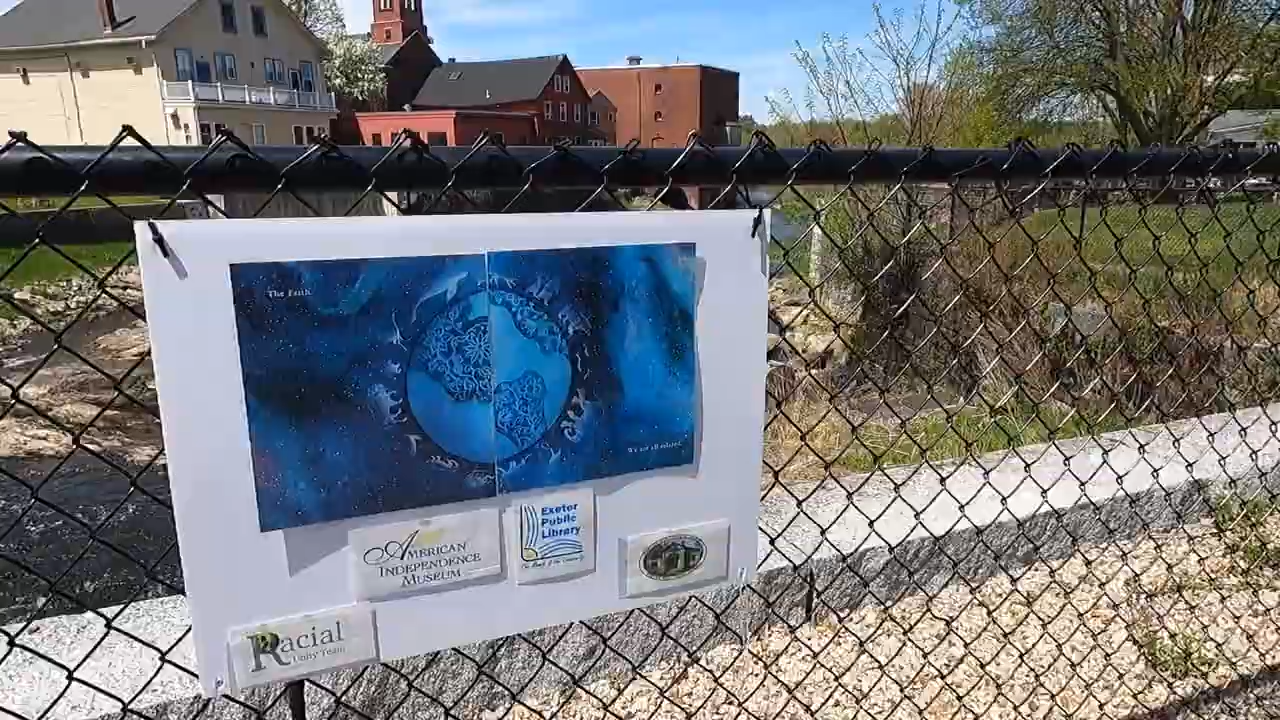 The Earth.
We are all related.
American
Independence
Museum
Exeter
Public
Library
Racial
Unity Team